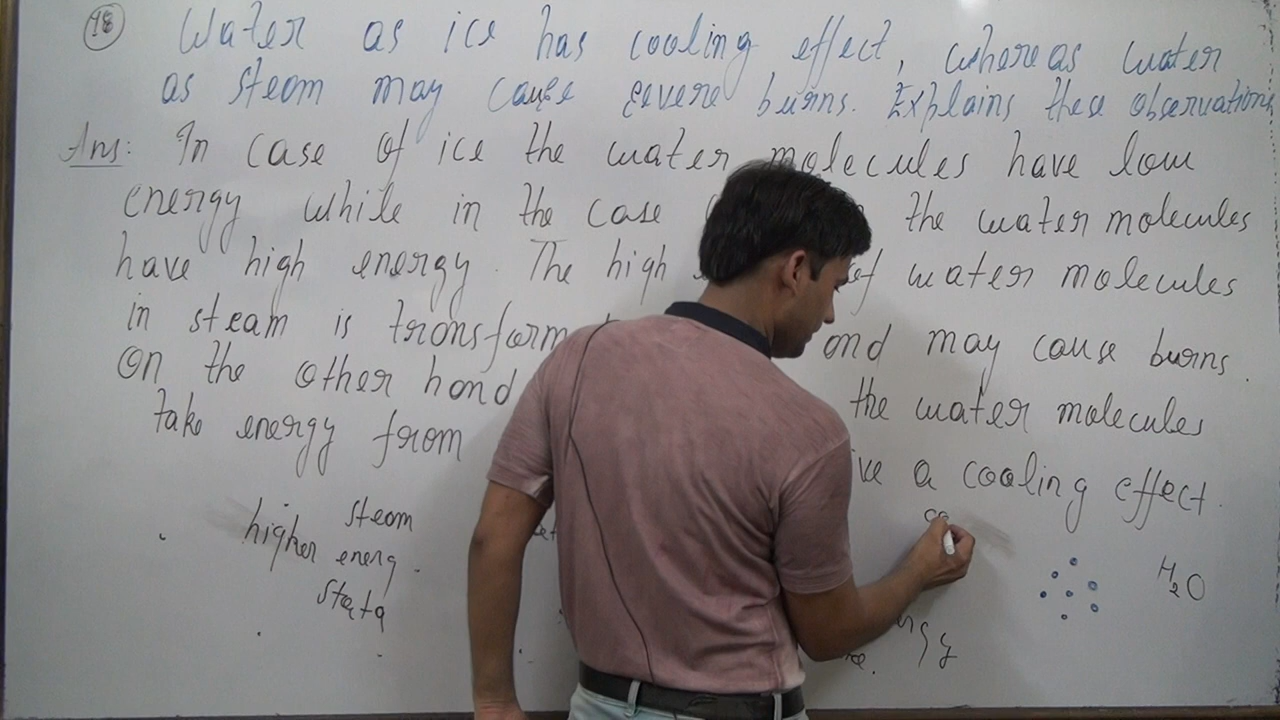 18 Water as ice has cooling effect, whereas water
as steam may cause severe burns. Explains these observations
Ans: In case of ice the water molecules have low
energy while in the case the water molecules
have high energy. The high of water molecules
in steam is transform and may cause burns.
On the other hand the water molecules
take energy from
a cooling effect.
steam
higher energ
state
H2O